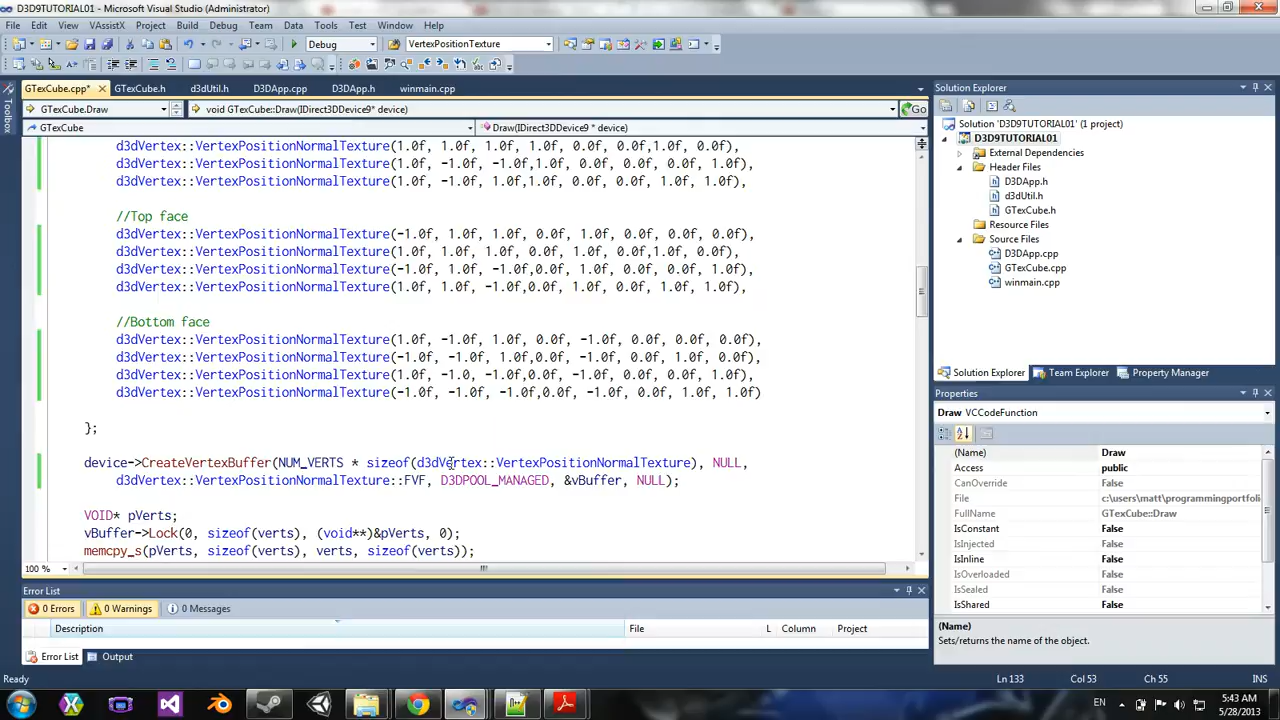 D3D9TUTORIAL01 - Microsoft Visual Studio (Administrator)
File Edit View VAssistX Project Build Debug Team Data Tools Test Window Help
Debug VertexPositionTexture
GTexCube.cpp* GTexCube.h d3dUtil.h D3DApp.cpp D3DApp.h winmain.cpp
GTexCube.Draw void GTexCube::Draw(IDirect3DDevice9* device) Go
GTexCube Draw(IDirect3DDevice9 * device)
Toolbox
d3dVertex::VertexPositionNormalTexture(1.0f, 1.0f, 1.0f, 1.0f, 0.0f, 0.0f,1.0f, 0.0f),
d3dVertex::VertexPositionNormalTexture(1.0f, -1.0f, -1.0f,1.0f, 0.0f, 0.0f, 0.0f, 1.0f),
d3dVertex::VertexPositionNormalTexture(1.0f, -1.0f, 1.0f,1.0f, 0.0f, 0.0f, 1.0f, 1.0f),
//Top face
d3dVertex::VertexPositionNormalTexture(-1.0f, 1.0f, 1.0f, 0.0f, 1.0f, 0.0f, 0.0f, 0.0f),
d3dVertex::VertexPositionNormalTexture(1.0f, 1.0f, 1.0f, 0.0f, 1.0f, 0.0f,1.0f, 0.0f),
d3dVertex::VertexPositionNormalTexture(-1.0f, 1.0f, -1.0f,0.0f, 1.0f, 0.0f, 0.0f, 1.0f),
d3dVertex::VertexPositionNormalTexture(1.0f, 1.0f, -1.0f,0.0f, 1.0f, 0.0f, 1.0f, 1.0f),
//Bottom face
d3dVertex::VertexPositionNormalTexture(1.0f, -1.0f, 1.0f, 0.0f, -1.0f, 0.0f, 0.0f, 0.0f),
d3dVertex::VertexPositionNormalTexture(-1.0f, -1.0f, 1.0f,0.0f, -1.0f, 0.0f, 1.0f, 0.0f),
d3dVertex::VertexPositionNormalTexture(1.0f, -1.0, -1.0f,0.0f, -1.0f, 0.0f, 0.0f, 1.0f),
d3dVertex::VertexPositionNormalTexture(-1.0f, -1.0f, -1.0f,0.0f, -1.0f, 0.0f, 1.0f, 1.0f)
};
device->CreateVertexBuffer(NUM_VERTS * sizeof(d3dVertex::VertexPositionNormalTexture), NULL,
d3dVertex::VertexPositionNormalTexture::FVF, D3DPOOL_MANAGED, &vBuffer, NULL);
VOID* pVerts;
vBuffer->Lock(0, sizeof(verts), (void**)&pVerts, 0);
memcpy_s(pVerts, sizeof(verts), verts, sizeof(verts));
100 %
Error List
0 Errors 0 Warnings 0 Messages
Description File L Column Project
Error List Output
Solution Explorer
Solution 'D3D9TUTORIAL01' (1 project)
D3D9TUTORIAL01
External Dependencies
Header Files
D3DApp.h
d3dUtil.h
GTexCube.h
Resource Files
Source Files
D3DApp.cpp
GTexCube.cpp
winmain.cpp
Solution Explorer Team Explorer Property Manager
Properties
Draw VCCodeFunction
(Name) Draw
Access public
CanOverride False
File c:\users\matt\programmingportfoli
FullName GTexCube::Draw
IsConstant False
IsInjected False
IsInline False
IsOverloaded False
IsSealed False
IsShared False
(Name)
Sets/returns the name of the object.
Ready Ln 133 Col 53 Ch 55 INS
EN 5:43 AM
5/28/2013